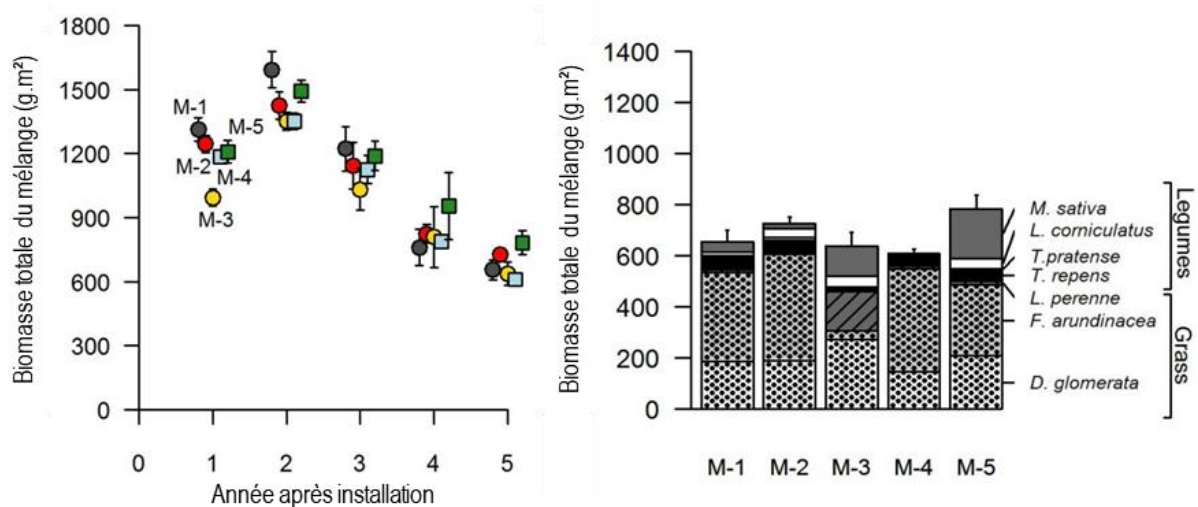 Biomasse totale du mélange (g.m²)
1800
1500
1200
900
600
300
0
M-1
M-2
M-3
M-4
M-5
0 1 2 3 4 5
Année après installation
Biomasse totale du mélange (g.m²)
1400
1200
1000
800
600
400
200
0
M-1 M-2 M-3 M-4 M-5
M. sativa
L. corniculatus
T.pratense
T. repens
L. perenne
F. arundinacea
D. glomerata
Legumes
Grass